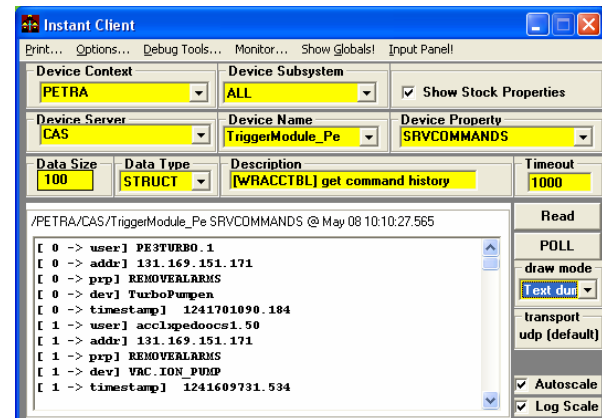 Instant Client
Print... Options... Debug Tools... Monitor... Show Globals! Input Panel!
Device Context
PETRA
Device Subsystem
ALL
Show Stock Properties
Device Server
CAS
Device Name
TriggerModule_Pe
Device Property
SRVCOMMANDS
Data Size
100
Data Type
STRUCT
Description
[WRACCTBL] get command history
Timeout
1000
/PETRA/CAS/TriggerModule_Pe SRVCOMMANDS @ May 08 10:10:27.565
[ 0 -> user] PE3TURBO.1
[ 0 -> addr] 131.169.151.171
[ 0 -> prp] REMOVEALARMS
[ 0 -> dev] TurboPumpen
[ 0 -> timestamp] 1241701090.184
[ 1 -> user] acclxpedoocs1.50
[ 1 -> addr] 131.169.151.171
[ 1 -> prp] REMOVEALARMS
[ 1 -> dev] VAC.ION_PUMP
[ 1 -> timestamp] 1241609731.534
Read
POLL
draw mode
Text dun
transport
udp (default)
Autoscale
Log Scale